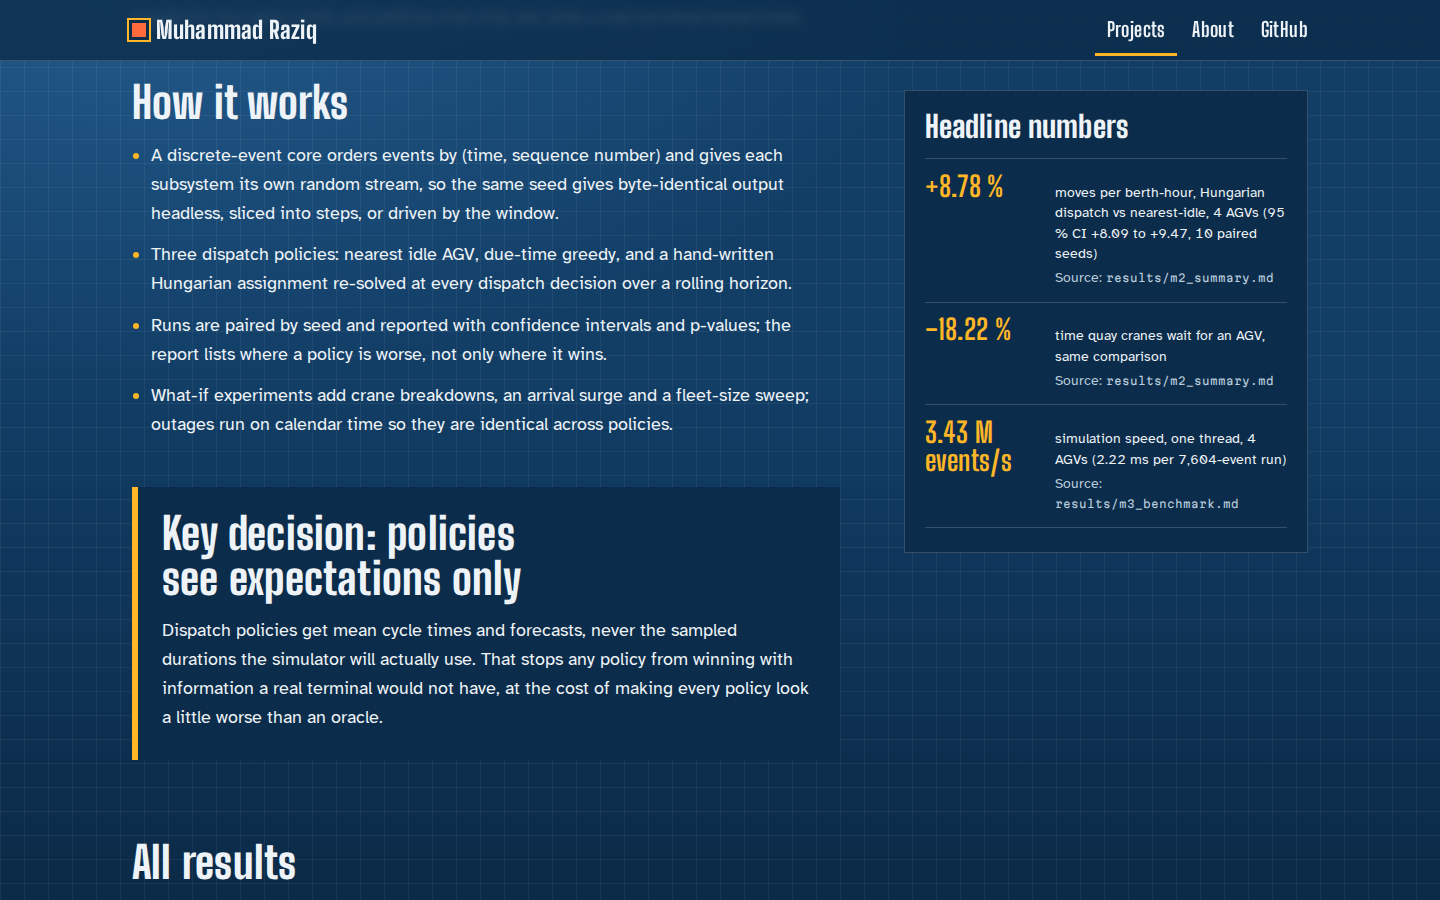 Muhammad Raziq
Projects About GitHub
How it works
A discrete-event core orders events by (time, sequence number) and gives each
subsystem its own random stream, so the same seed gives byte-identical output
headless, sliced into steps, or driven by the window.
Three dispatch policies: nearest idle AGV, due-time greedy, and a hand-written
Hungarian assignment re-solved at every dispatch decision over a rolling horizon.
Runs are paired by seed and reported with confidence intervals and p-values; the
report lists where a policy is worse, not only where it wins.
What-if experiments add crane breakdowns, an arrival surge and a fleet-size sweep;
outages run on calendar time so they are identical across policies.
Key decision: policies
see expectations only
Dispatch policies get mean cycle times and forecasts, never the sampled
durations the simulator will actually use. That stops any policy from winning with
information a real terminal would not have, at the cost of making every policy look
a little worse than an oracle.
Headline numbers
+8.78 %
moves per berth-hour, Hungarian
dispatch vs nearest-idle, 4 AGVs (95
% CI +8.09 to +9.47, 10 paired
seeds)
Source: results/m2_summary.md
−18.22 %
time quay cranes wait for an AGV,
same comparison
Source: results/m2_summary.md
3.43 M
events/s
simulation speed, one thread, 4
AGVs (2.22 ms per 7,604-event run)
Source:
results/m3_benchmark.md
All results